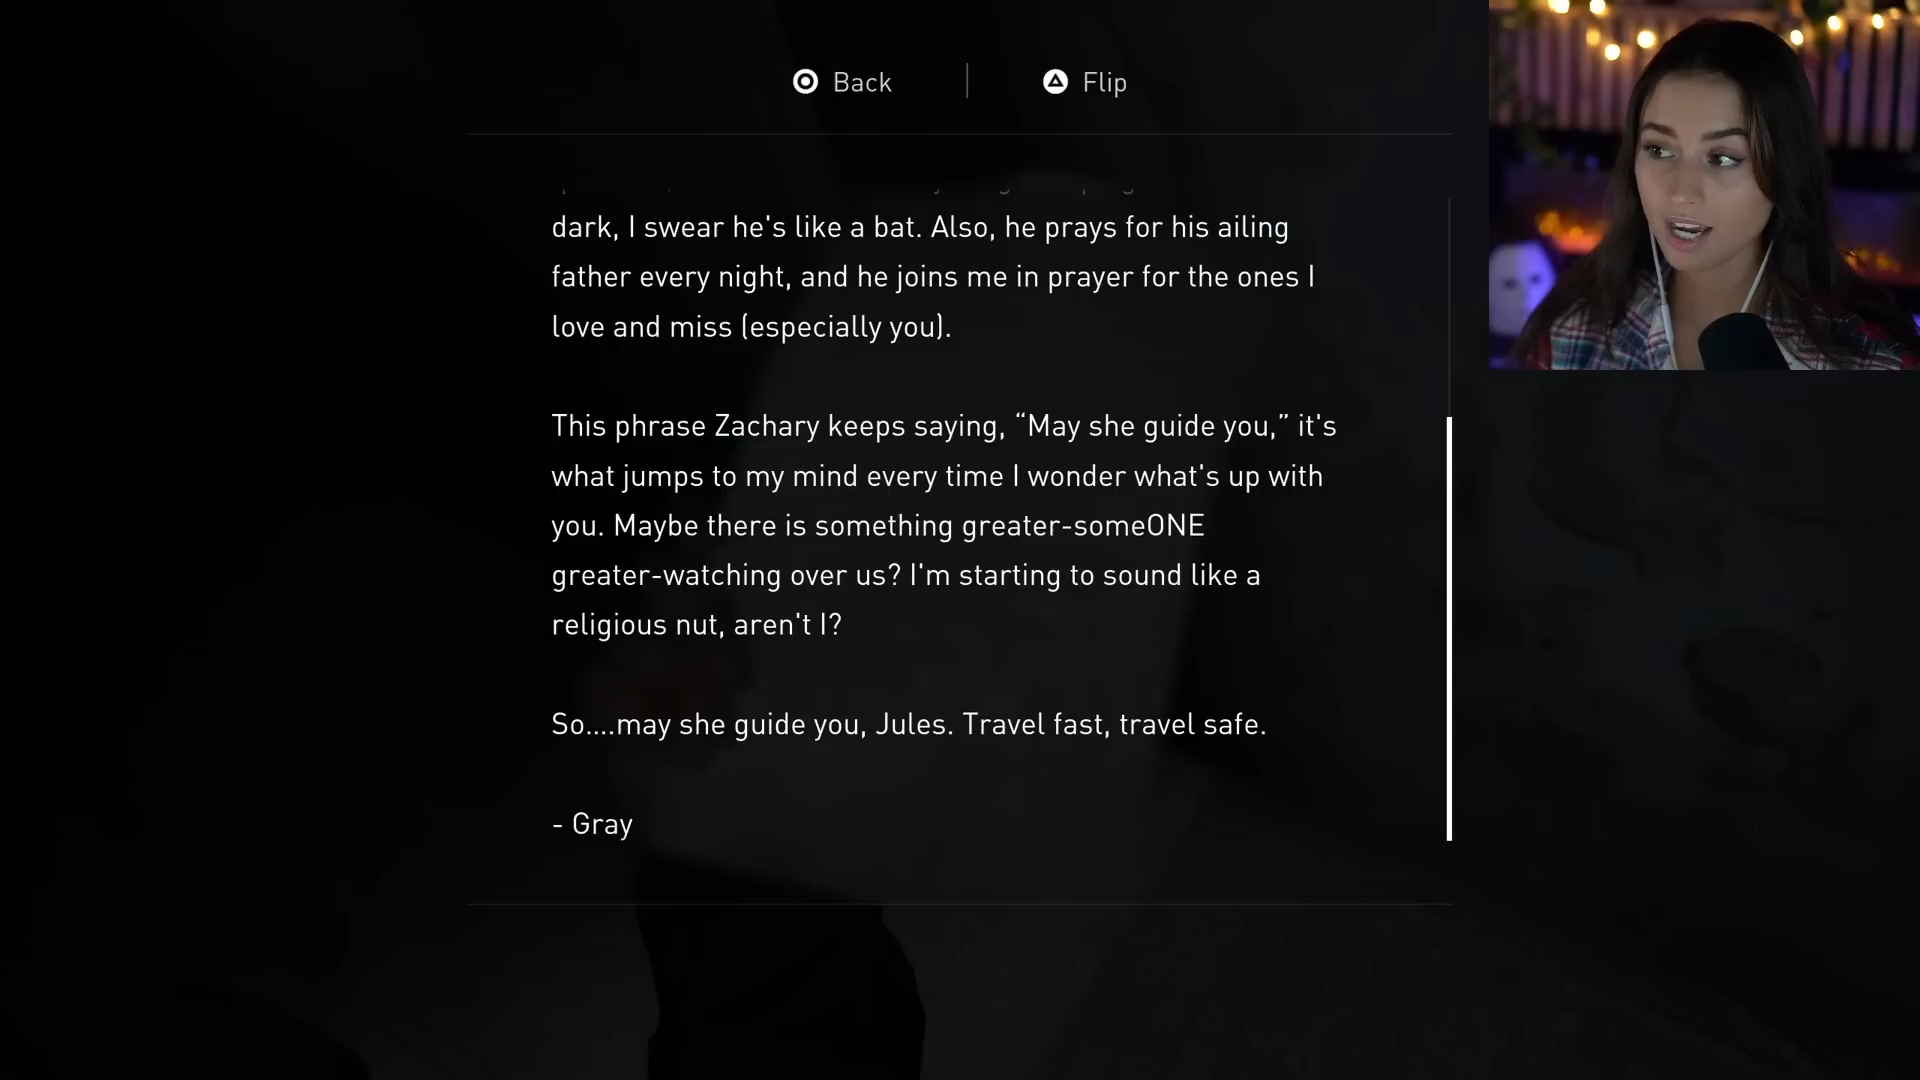 Back
Flip
dark, I swear he's like a bat. Also, he prays for his ailing
father every night, and he joins me in prayer for the ones I
love and miss (especially you).
This phrase Zachary keeps saying, “May she guide you,” it's
what jumps to my mind every time I wonder what's up with
you. Maybe there is something greater-someONE
greater-watching over us? I'm starting to sound like a
religious nut, aren't I?
So....may she guide you, Jules. Travel fast, travel safe.
- Gray